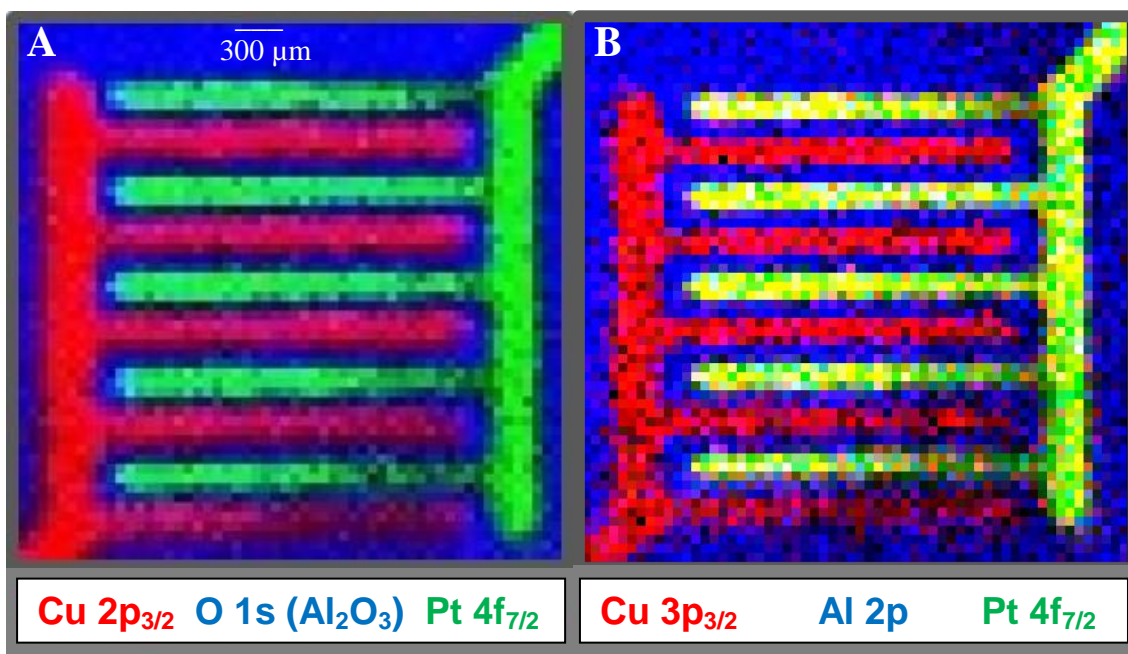 A
300 µm
B
Cu 2p₃/₂ O 1s (Al₂O₃) Pt 4f₇/₂
Cu 3p₃/₂ Al 2p Pt 4f₇/₂